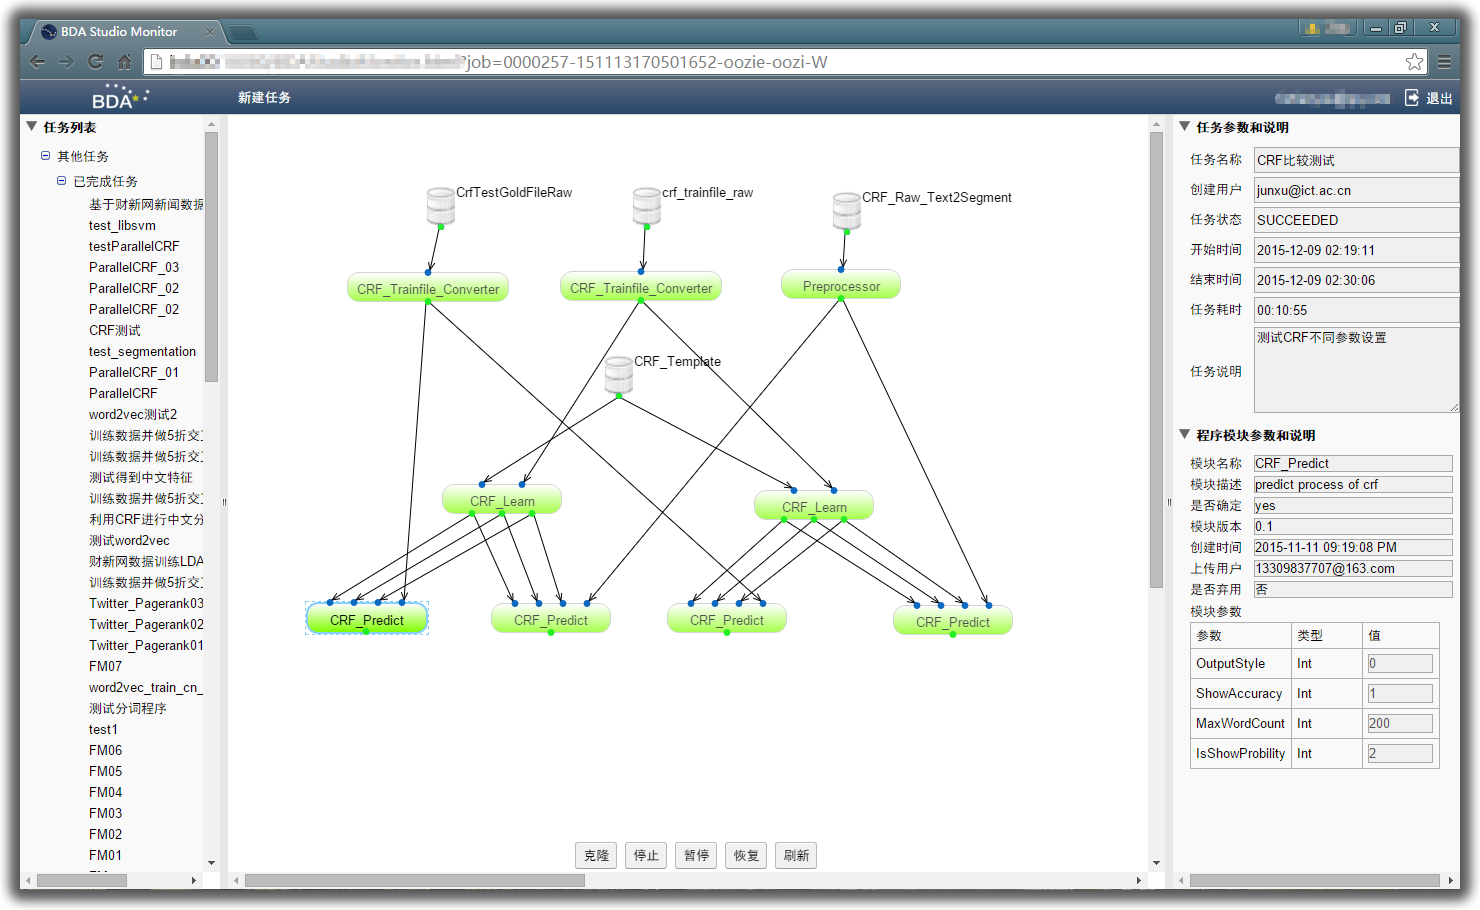 BDA Studio Monitor
?job=0000257-151113170501652-oozie-oozi-W
BDA
新建任务
退出
任务列表
其他任务
已完成任务
基于财新网新闻数据
test_libsvm
testParallelCRF
ParallelCRF_03
ParallelCRF_02
ParallelCRF_02
CRF测试
test_segmentation
ParallelCRF_01
ParallelCRF
word2vec测试2
训练数据并做5折交
训练数据并做5折交
测试得到中文特征
训练数据并做5折交
利用CRF进行中文分
测试word2vec
财新网数据训练LDA
训练数据并做5折交
Twitter_Pagerank03
Twitter_Pagerank02
Twitter_Pagerank01
FM07
word2vec_train_cn_
测试分词程序
test1
FM06
FM05
FM04
FM03
FM02
FM01
CrfTestGoldFileRaw
crf_trainfile_raw
CRF_Raw_Text2Segment
CRF_Trainfile_Converter
CRF_Trainfile_Converter
Preprocessor
CRF_Template
CRF_Learn
CRF_Learn
CRF_Predict
CRF_Predict
CRF_Predict
CRF_Predict
克隆
停止
暂停
恢复
刷新
任务参数和说明
任务名称 CRF比较测试
创建用户 junxu@ict.ac.cn
任务状态 SUCCEEDED
开始时间 2015-12-09 02:19:11
结束时间 2015-12-09 02:30:06
任务耗时 00:10:55
任务说明 测试CRF不同参数设置
程序模块参数和说明
模块名称 CRF_Predict
模块描述 predict process of crf
是否确定 yes
模块版本 0.1
创建时间 2015-11-11 09:19:08 PM
上传用户 13309837707@163.com
是否弃用 否
模块参数
参数 类型 值
OutputStyle Int 0
ShowAccuracy Int 1
MaxWordCount Int 200
IsShowProbility Int 2